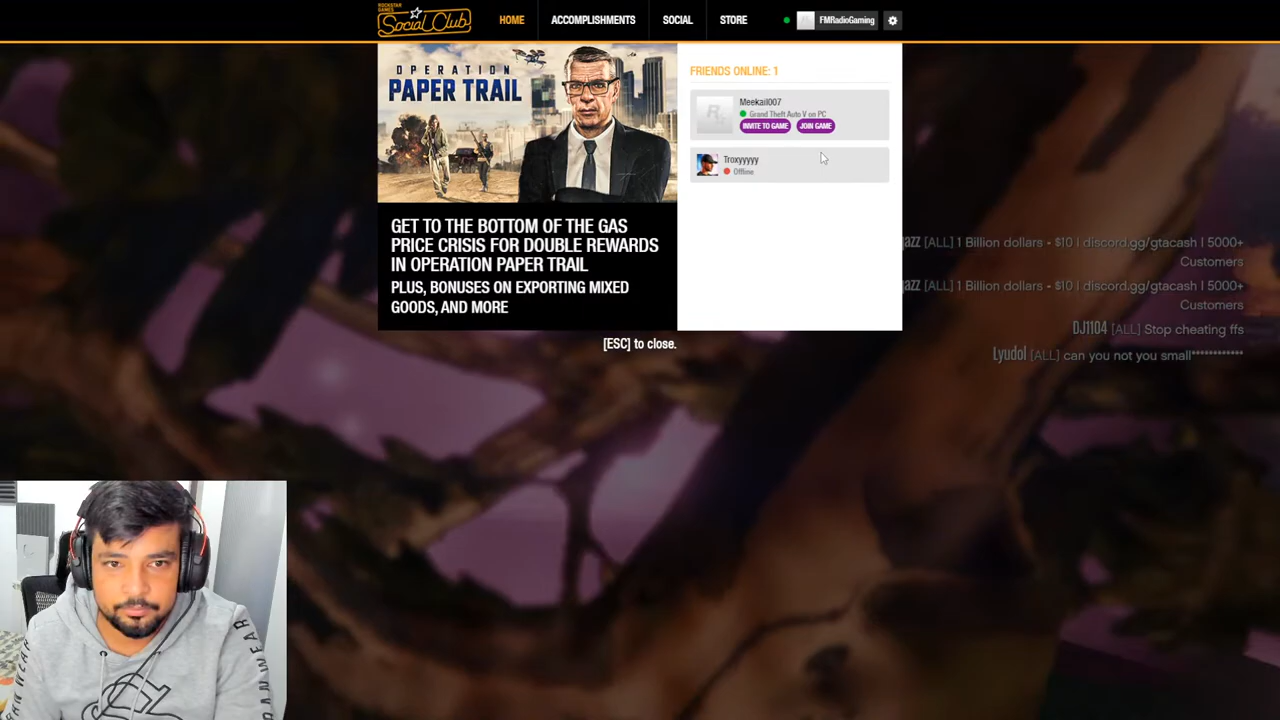 ROCKSTAR
GAMES
Social Club
HOME
ACCOMPLISHMENTS
SOCIAL
STORE
FMRadioGaming
OPERATION
PAPER TRAIL
GET TO THE BOTTOM OF THE GAS
PRICE CRISIS FOR DOUBLE REWARDS
IN OPERATION PAPER TRAIL
PLUS, BONUSES ON EXPORTING MIXED
GOODS, AND MORE
FRIENDS ONLINE: 1
Meekail007
Grand Theft Auto V on PC
INVITE TO GAME
JOIN GAME
Troxyyyyy
Offline
[ESC] to close.
[ALL] 1 Billion dollars - $10 | discord.gg/gtacash | 5000+
Customers
[ALL] 1 Billion dollars - $10 | discord.gg/gtacash | 5000+
Customers
DJ1104 [ALL] Stop cheating ffs
Lyudol [ALL] can you not you small************
WEAR